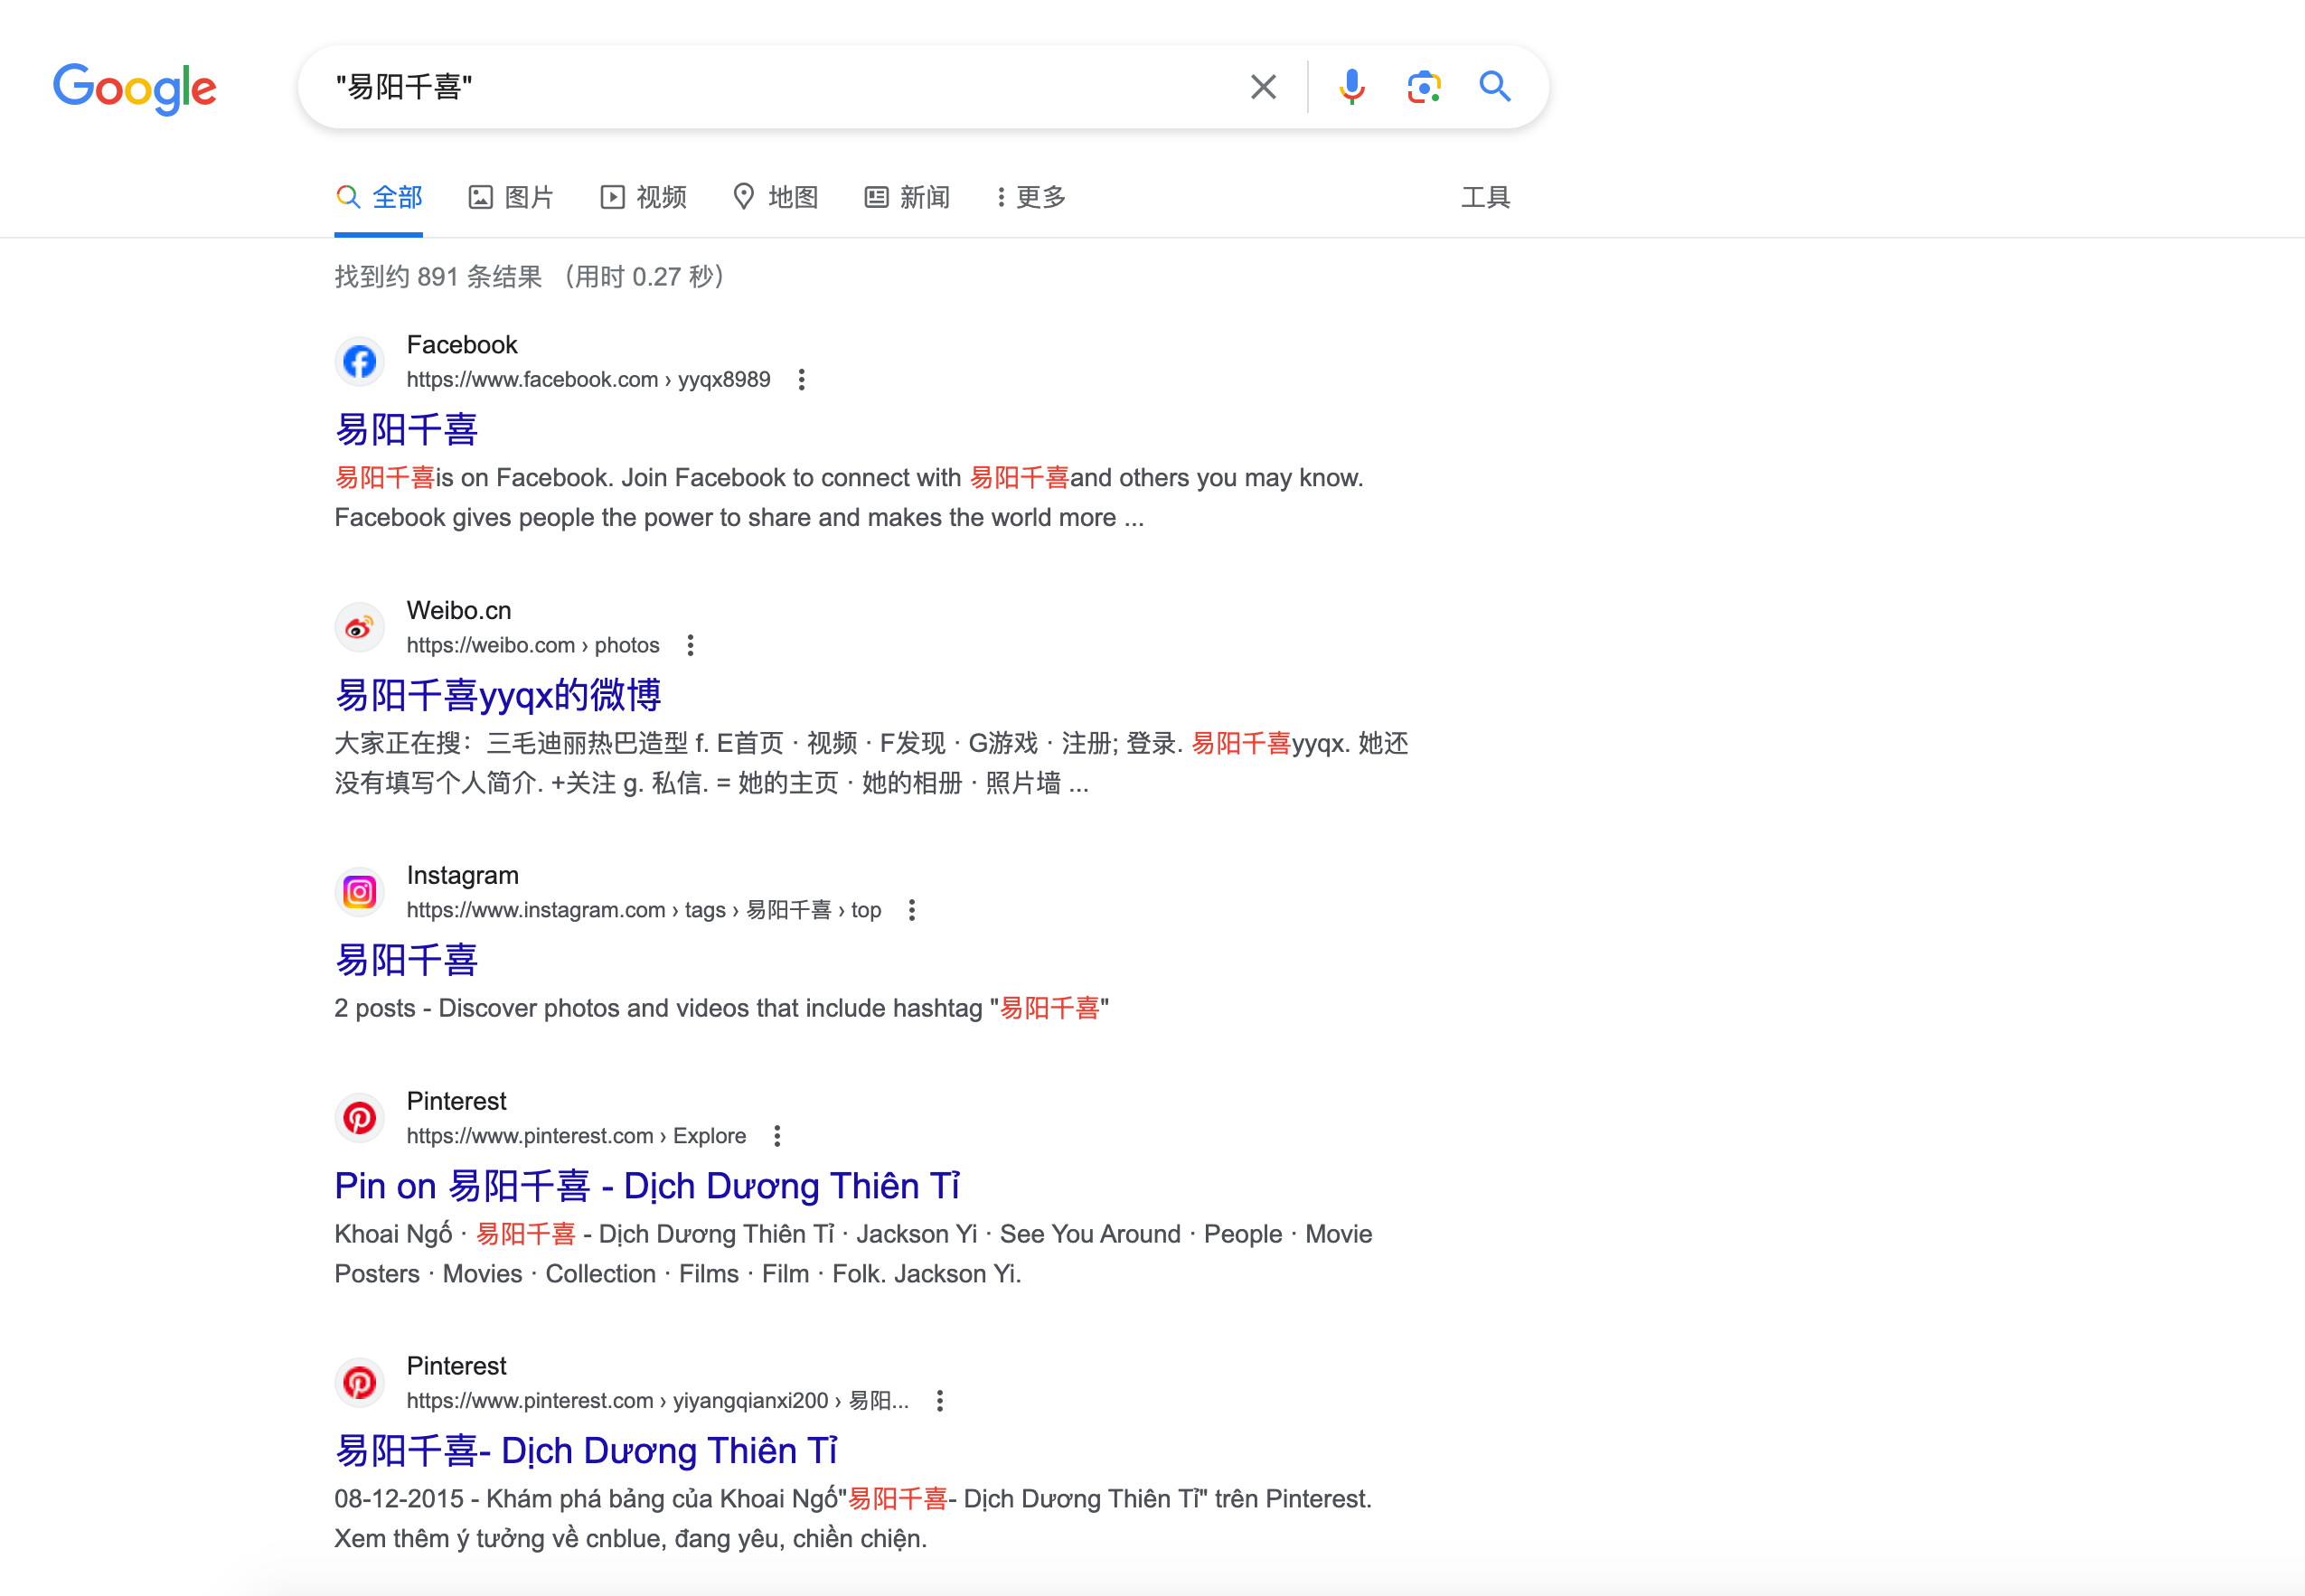 Google
"易阳千喜"
全部 图片 视频 地图 新闻 更多 工具
找到约 891 条结果 （用时 0.27 秒）
Facebook
https://www.facebook.com › yyqx8989
易阳千喜
易阳千喜is on Facebook. Join Facebook to connect with 易阳千喜and others you may know.
Facebook gives people the power to share and makes the world more ...
Weibo.cn
https://weibo.com › photos
易阳千喜yyqx的微博
大家正在搜：三毛迪丽热巴造型 f. E首页 · 视频 · F发现 · G游戏 · 注册; 登录. 易阳千喜yyqx. 她还
没有填写个人简介. +关注 g. 私信. = 她的主页 · 她的相册 · 照片墙 ...
Instagram
https://www.instagram.com › tags › 易阳千喜 › top
易阳千喜
2 posts - Discover photos and videos that include hashtag "易阳千喜"
Pinterest
https://www.pinterest.com › Explore
Pin on 易阳千喜 - Dịch Dương Thiên Tỉ
Khoai Ngố · 易阳千喜 - Dịch Dương Thiên Tỉ · Jackson Yi · See You Around · People · Movie
Posters · Movies · Collection · Films · Film · Folk. Jackson Yi.
Pinterest
https://www.pinterest.com › yiyangqianxi200 › 易阳...
易阳千喜- Dịch Dương Thiên Tỉ
08-12-2015 - Khám phá bảng của Khoai Ngố"易阳千喜- Dịch Dương Thiên Tỉ" trên Pinterest.
Xem thêm ý tưởng về cnblue, đang yêu, chiền chiện.